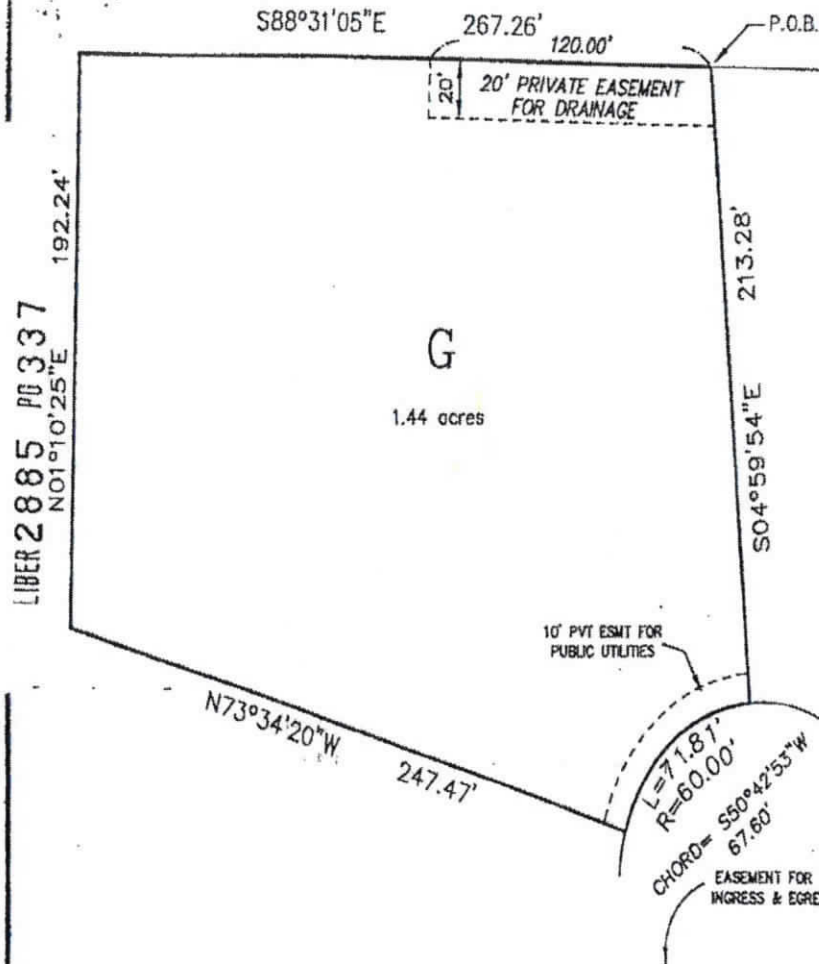 S88°31'05"E 267.26'
120.00'
P.O.B.
20'
20' PRIVATE EASEMENT
FOR DRAINAGE
192.24'
N01°10'25"E
LIBER 2885 PG 337
213.28'
S04°59'54"E
G
1.44 acres
10' PVT ESMT FOR
PUBLIC UTILITIES
N73°34'20"W
247.47'
L=71.81'
R=60.00'
CHORD= S50°42'53"W
67.60'
EASEMENT FOR
INGRESS & EGRE